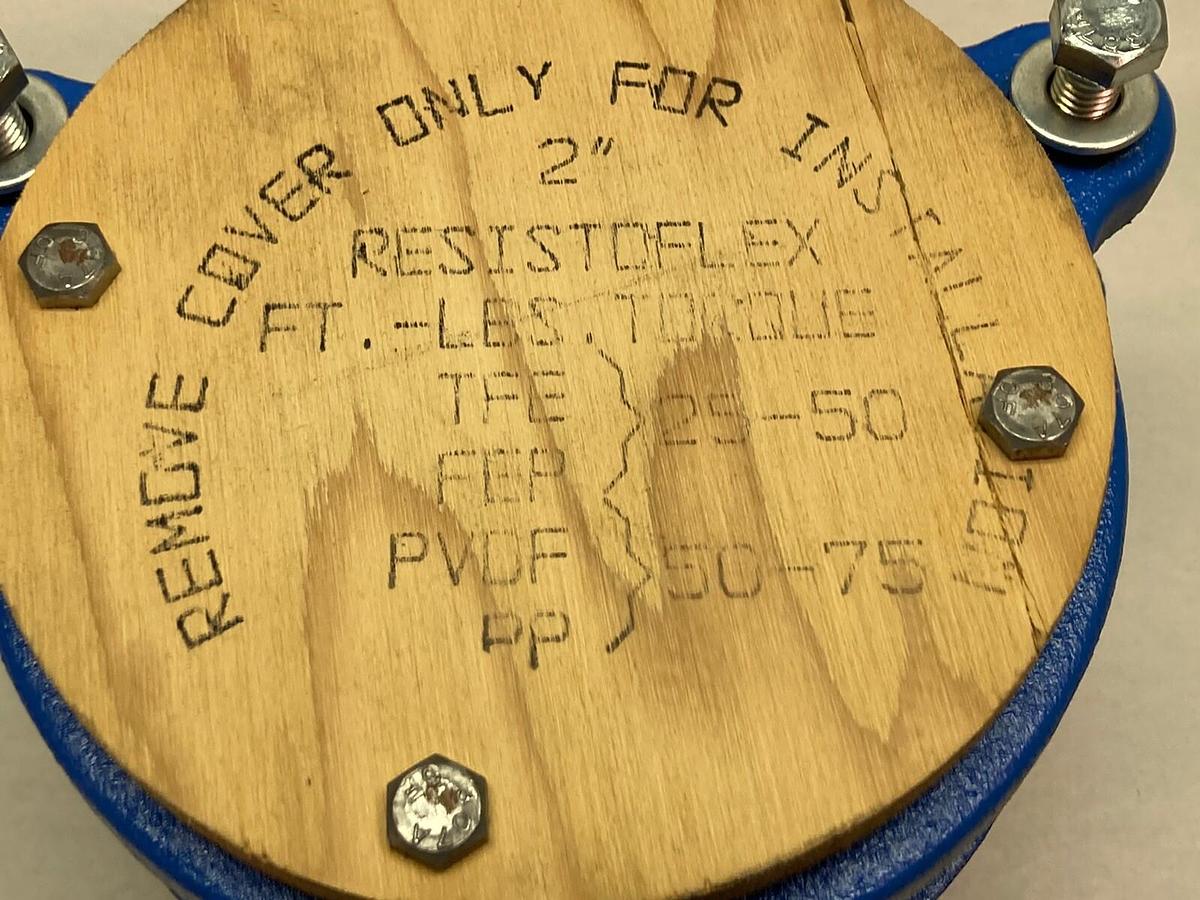 REMOVE COVER ONLY FOR INSTALLATION
2"
RESISTOFLEX
FT.-LBS.TORQUE
TFE 25-50
FEP
PVDF 50-75
PP